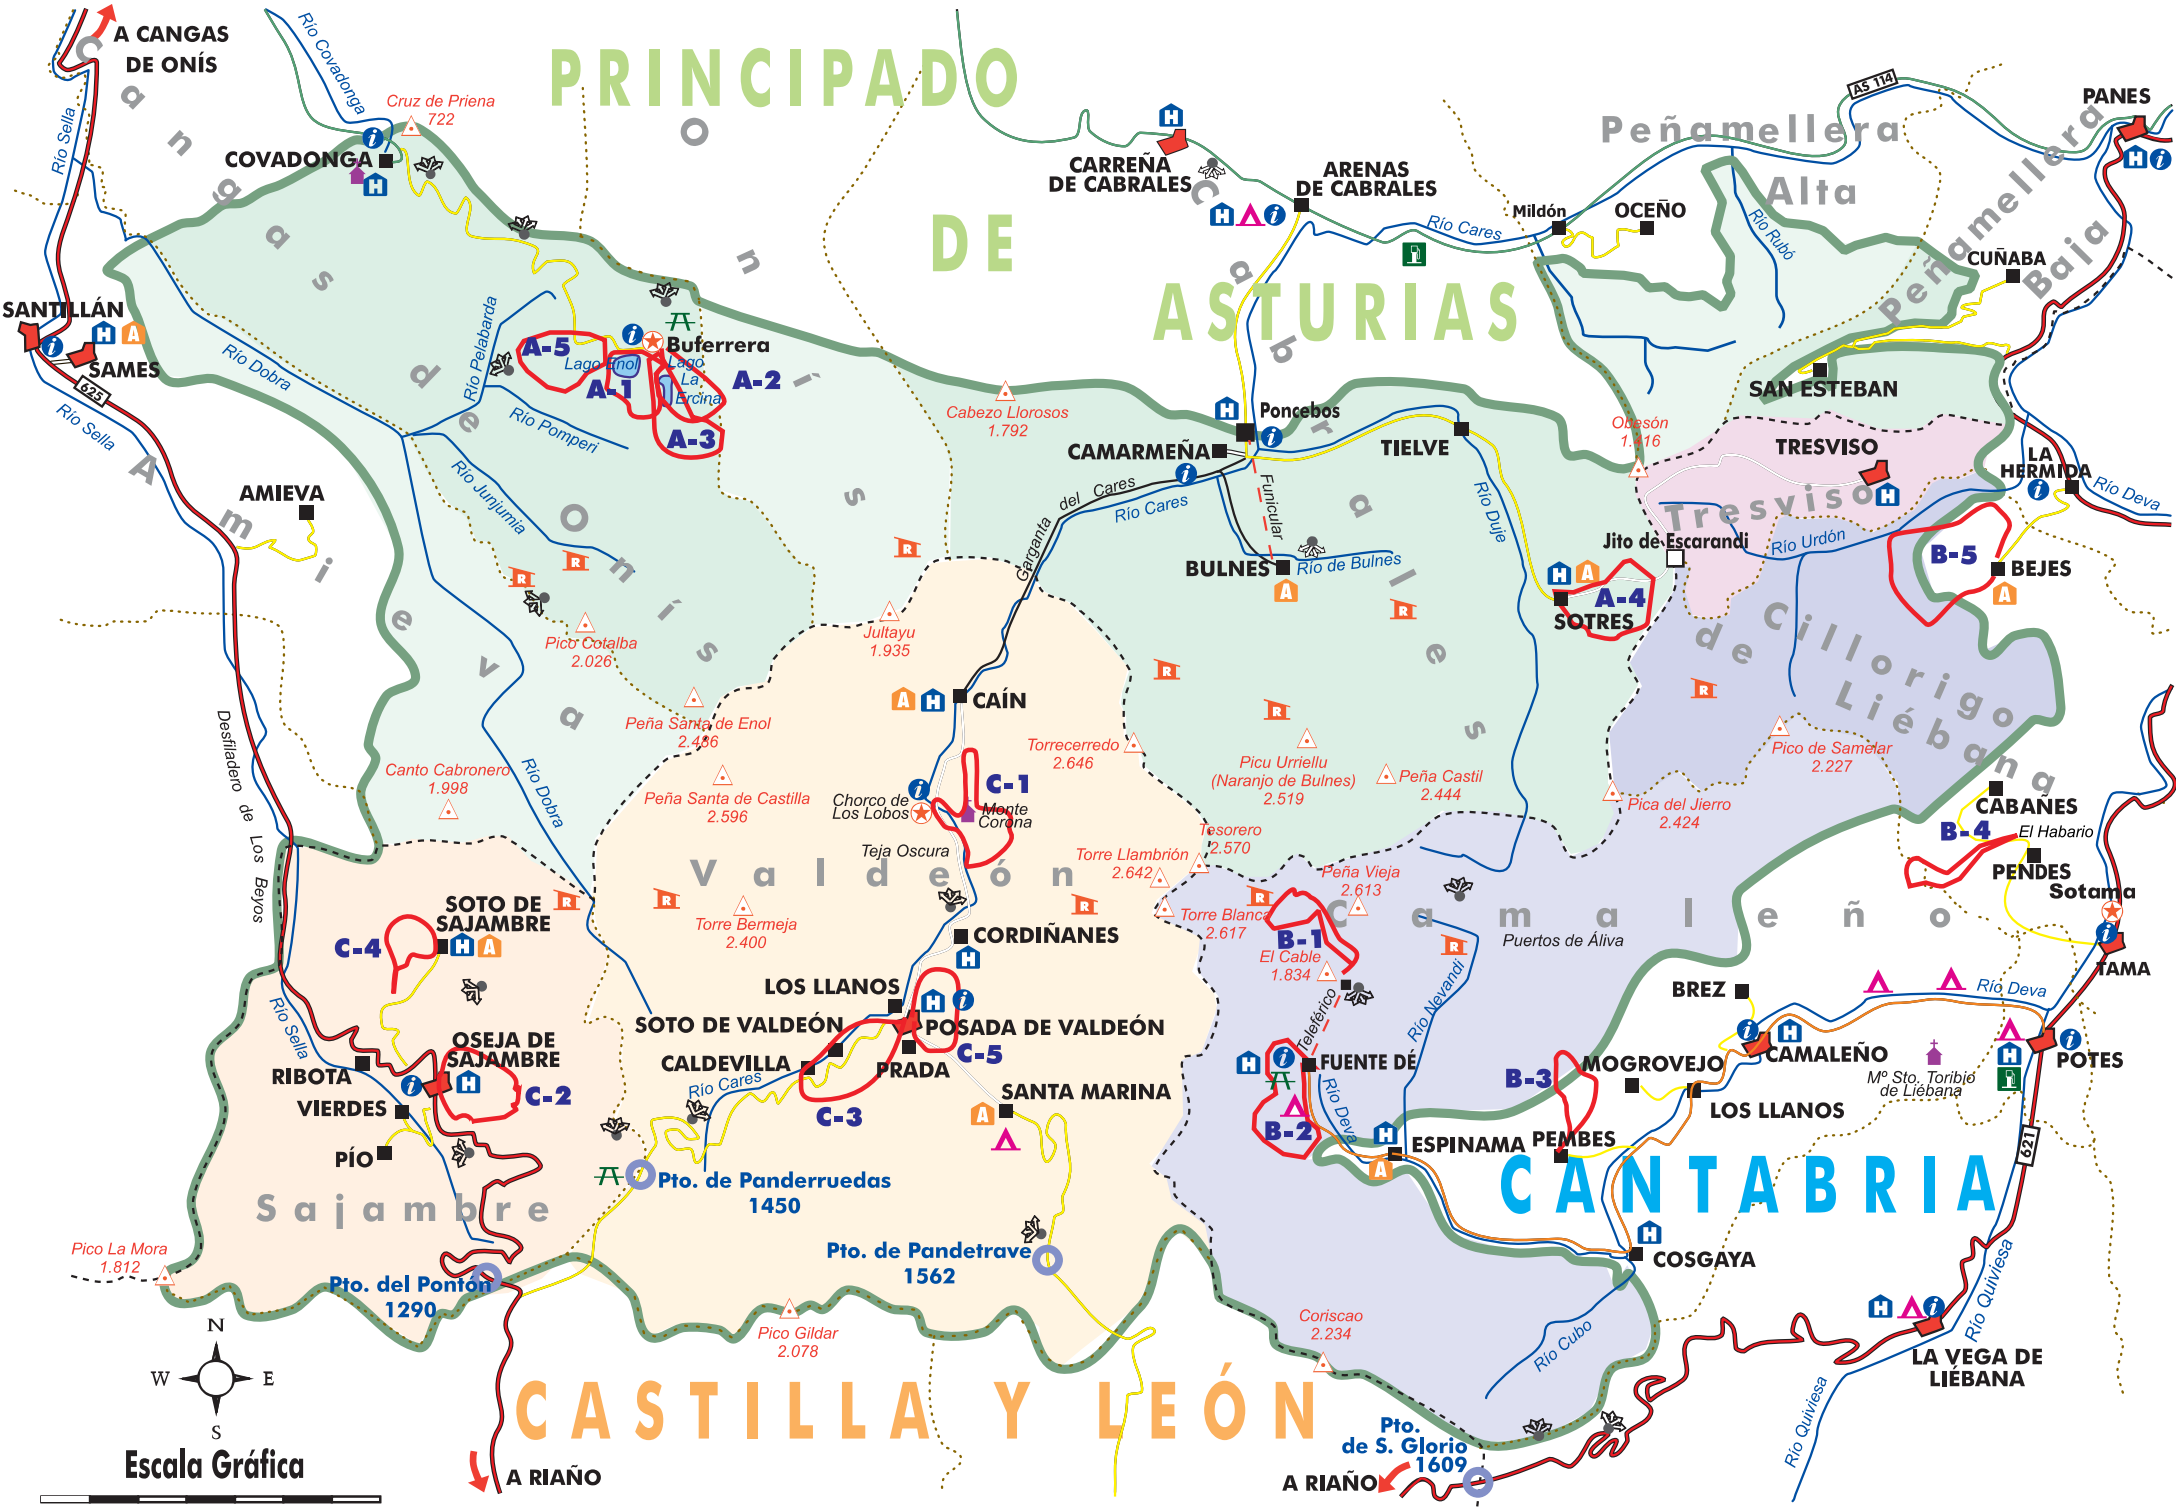 A CANGAS
DE ONÍS
PRINCIPADO
DE
ASTURIAS
CANTABRIA
CASTILLA Y LEÓN
Cangas de Onís
Onís
Cabrales
Peñamellera
Alta
Peñamellera
Baja
Amieva
Tresviso
Cillorigo
de
Liébana
Camaleño
Valdeón
Sajambre
Río Covadonga
Cruz de Priena
722
COVADONGA
Río Sella
CARREÑA
DE CABRALES
ARENAS
DE CABRALES
Río Cares
Mildón
OCEÑO
Río Rubó
AS 114
PANES
CUÑABA
SAN ESTEBAN
SANTILLÁN
SAMES
625
Río Sella
Río Dobra
Río Pelabarda
Río Pomperi
Río Junjumia
A-5
Lago Enol
A-1
Buferrera
Lago
La
Ercina
A-2
A-3
Cabezo Llorosos
1.792
Poncebos
CAMARMEÑA
TIELVE
Obesón
1.416
TRESVISO
LA
HERMIDA
Río Deva
AMIEVA
Garganta del Cares
Río Cares
Funicular
Río Duje
Jito de Escarandi
Río Urdón
B-5
BEJES
BULNES
Río de Bulnes
A-4
SOTRES
Pico Cotalba
2.026
Jultayu
1.935
Peña Santa de Enol
2.486
CAÍN
Desfiladero de Los Beyos
Canto Cabronero
1.998
Río Dobra
Peña Santa de Castilla
2.596
Chorco de
Los Lobos
C-1
Monte
Corona
Torrecerredo
2.646
Picu Urriellu
(Naranjo de Bulnes)
2.519
Peña Castil
2.444
Pico de Samelar
2.227
Pica del Jierro
2.424
CABAÑES
B-4
El Habario
PENDES
Sotama
TAMA
Teja Oscura
Torre Llambrión
2.642
Tesorero
2.570
Peña Vieja
2.613
Torre Bermeja
2.400
Torre Blanca
2.617
SOTO DE
SAJAMBRE
C-4
CORDIÑANES
B-1
El Cable
1.834
Puertos de Áliva
Río Nevandi
Teleférico
BREZ
Río Deva
LOS LLANOS
SOTO DE VALDEÓN
POSADA DE VALDEÓN
C-5
CALDEVILLA
PRADA
Río Cares
C-3
SANTA MARINA
Río Sella
OSEJA DE
SAJAMBRE
RIBOTA
C-2
VIERDES
PÍO
FUENTE DÉ
Río Deva
B-2
B-3
MOGROVEJO
CAMALEÑO
Mº Sto. Toribio
de Liébana
POTES
LOS LLANOS
ESPINAMA
PEMBES
621
Pto. de Panderruedas
1450
Pto. de Pandetrave
1562
COSGAYA
Río Quiviesa
Pico La Mora
1.812
Pto. del Pontón
1290
Pico Gildar
2.078
Coriscao
2.234
Río Cubo
LA VEGA DE
LIÉBANA
Río Quiviesa
N
W
E
S
Escala Gráfica
A RIAÑO
Pto.
de S. Glorio
1609
A RIAÑO